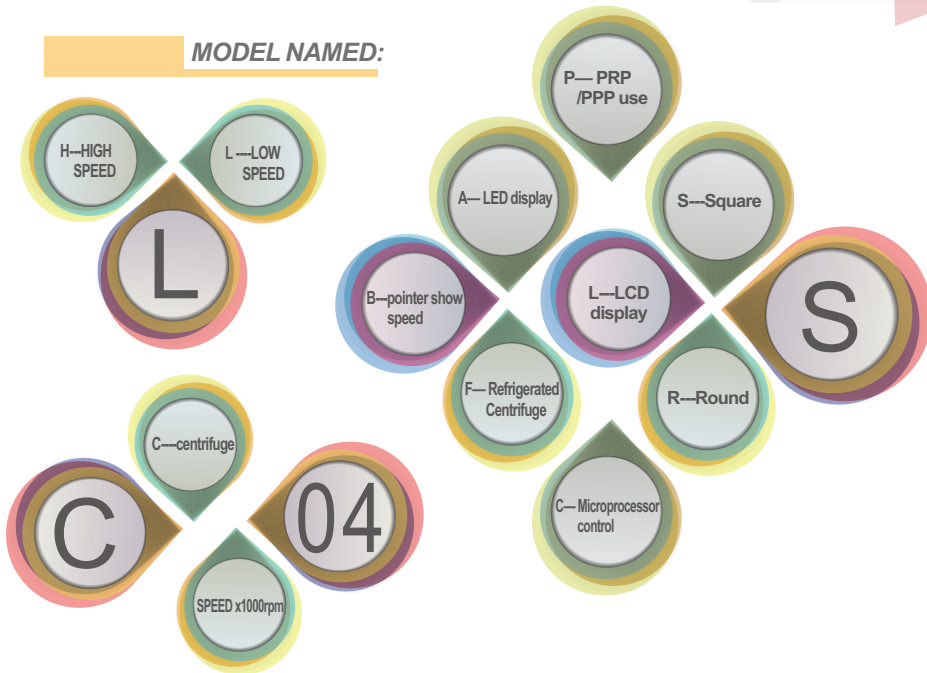 MODEL NAMED:
H---HIGH
SPEED
L ----LOW
SPEED
L
C----centrifuge
C
04
SPEED x1000rpm
P— PRP
/PPP use
A— LED display
S---Square
B---pointer show
speed
L---LCD
display
S
F— Refrigerated
Centrifuge
R---Round
C— Microprocessor
control